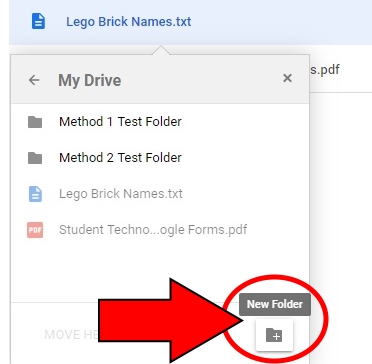 Lego Brick Names.txt
s.pdf
My Drive
Method 1 Test Folder
Method 2 Test Folder
Lego Brick Names.txt
PDF Student Techno...ogle Forms.pdf
New Folder
MOVE HE